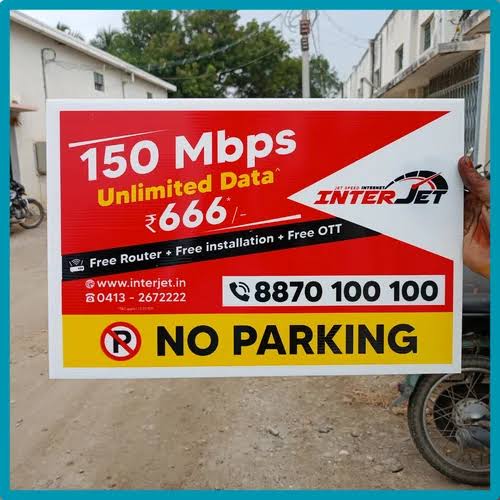 150 Mbps
Unlimited Data^
₹666*/-
JET SPEED INTERNET
INTERJET
Free Router + Free installation + Free OTT
www.interjet.in
0413 - 2672222
8870 100 100
P
NO PARKING